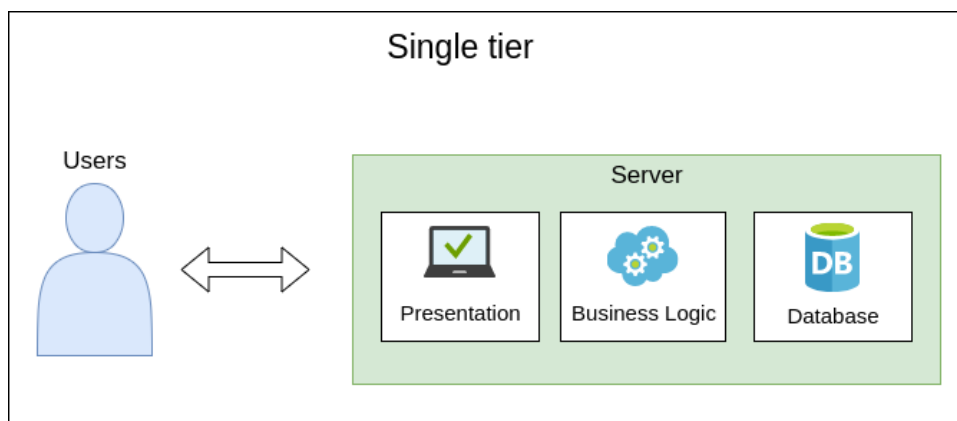 Single tier
Users
Server
Presentation
Business Logic
DB
Database